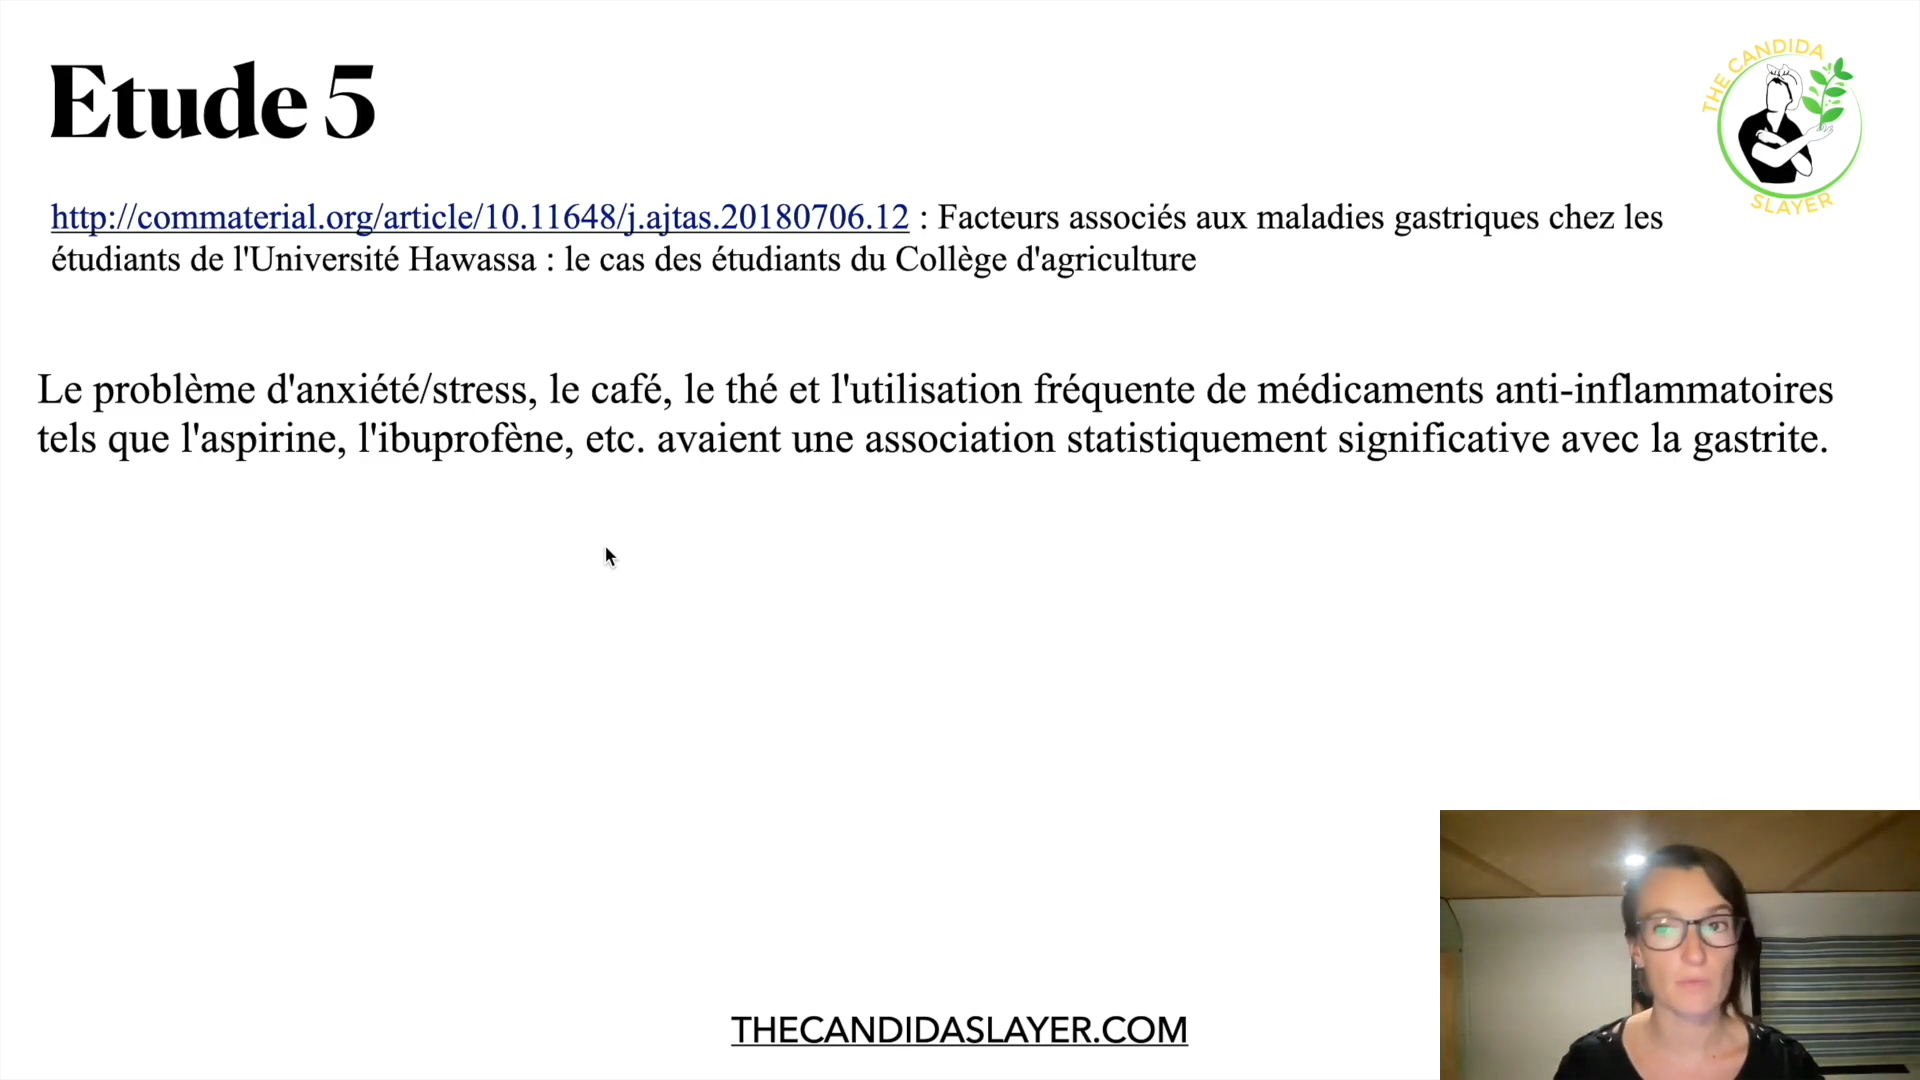 Etude 5
THE CANDIDA
SLAYER
http://commaterial.org/article/10.11648/j.ajtas.20180706.12 : Facteurs associés aux maladies gastriques chez les
étudiants de l'Université Hawassa : le cas des étudiants du Collège d'agriculture
Le problème d'anxiété/stress, le café, le thé et l'utilisation fréquente de médicaments anti-inflammatoires
tels que l'aspirine, l'ibuprofène, etc. avaient une association statistiquement significative avec la gastrite.
THECANDIDASLAYER.COM